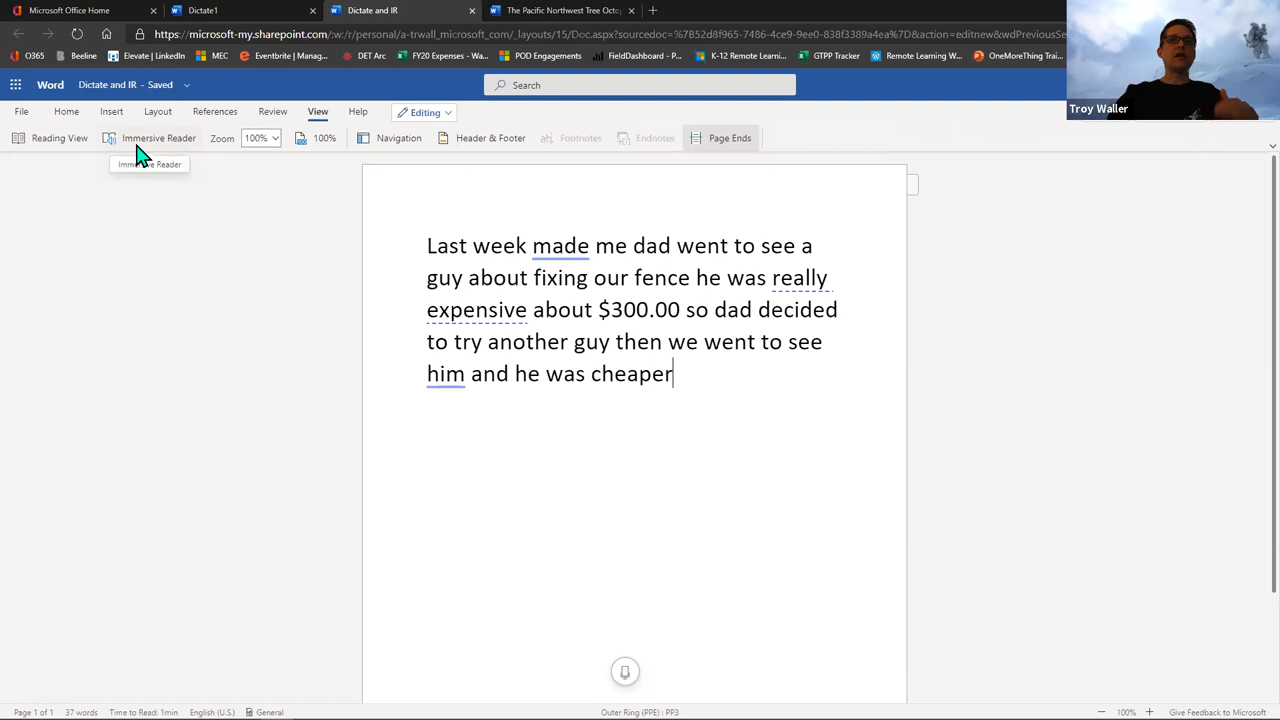 Microsoft Office Home
Dictate1
Dictate and IR
The Pacific Northwest Tree Octo
https://microsoft-my.sharepoint.com/:w:/r/personal/a-trwall_microsoft_com/_layouts/15/Doc.aspx?sourcedoc=%7B52d8f965-9071-4ce9-9ee0-838f3389a4ea%7D&action=editnew&wdPreviousSe
O365
Beeline
Elevate | LinkedIn
MEC
Eventbrite | Manag...
DET Arc
FY20 Expenses - Wa...
POD Engagements
FieldDashboard - P...
K-12 Remote Learni...
GTPP Tracker
Remote Learning W...
OneMoreThing Trai...
Word
Dictate and IR - Saved
Search
Troy Waller
File
Home
Insert
Layout
References
Review
View
Help
Editing
Reading View
Immersive Reader
Zoom
100%
100%
Navigation
Header & Footer
Footnotes
Endnotes
Page Ends
Last week made me dad went to see a
guy about fixing our fence he was really
expensive about $300.00 so dad decided
to try another guy then we went to see
him and he was cheaper
Page 1 of 1
37 words
Time to Read: 1min
English (U.S.)
General
Outer Ring (PPE) : PP3
100%
Give Feedback to Microsoft